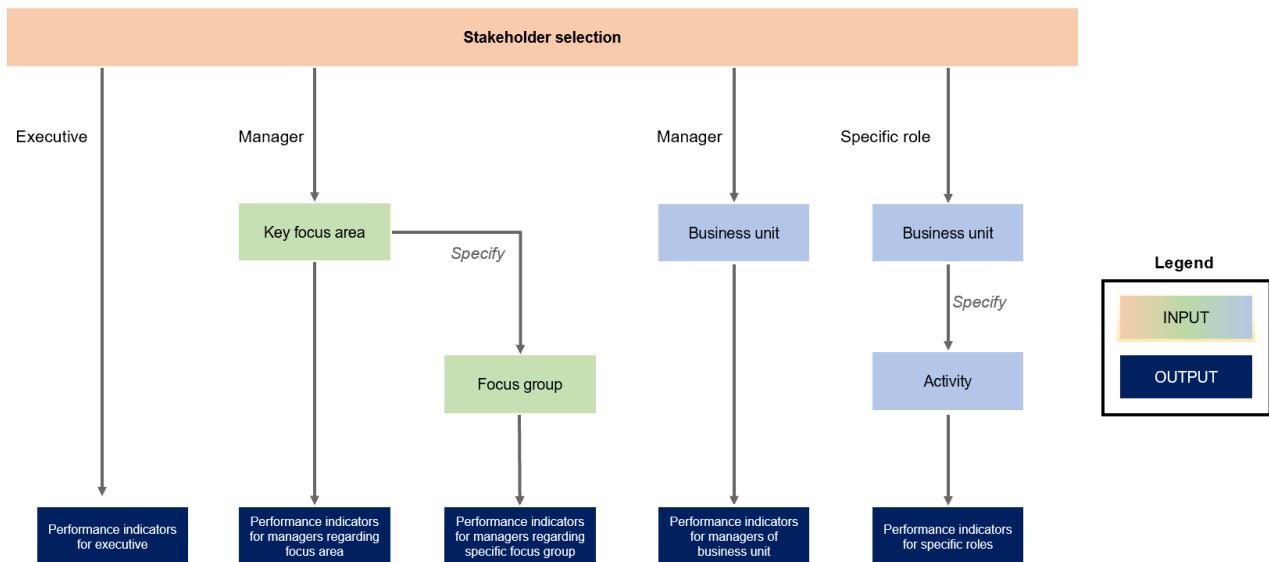 Stakeholder selection
Executive
Manager
Manager
Specific role
Key focus area
Specify
Business unit
Business unit
Specify
Focus group
Activity
Performance indicators
for executive
Performance indicators
for managers regarding
focus area
Performance indicators
for managers regarding
specific focus group
Performance indicators
for managers of
business unit
Performance indicators
for specific roles
Legend
INPUT
OUTPUT